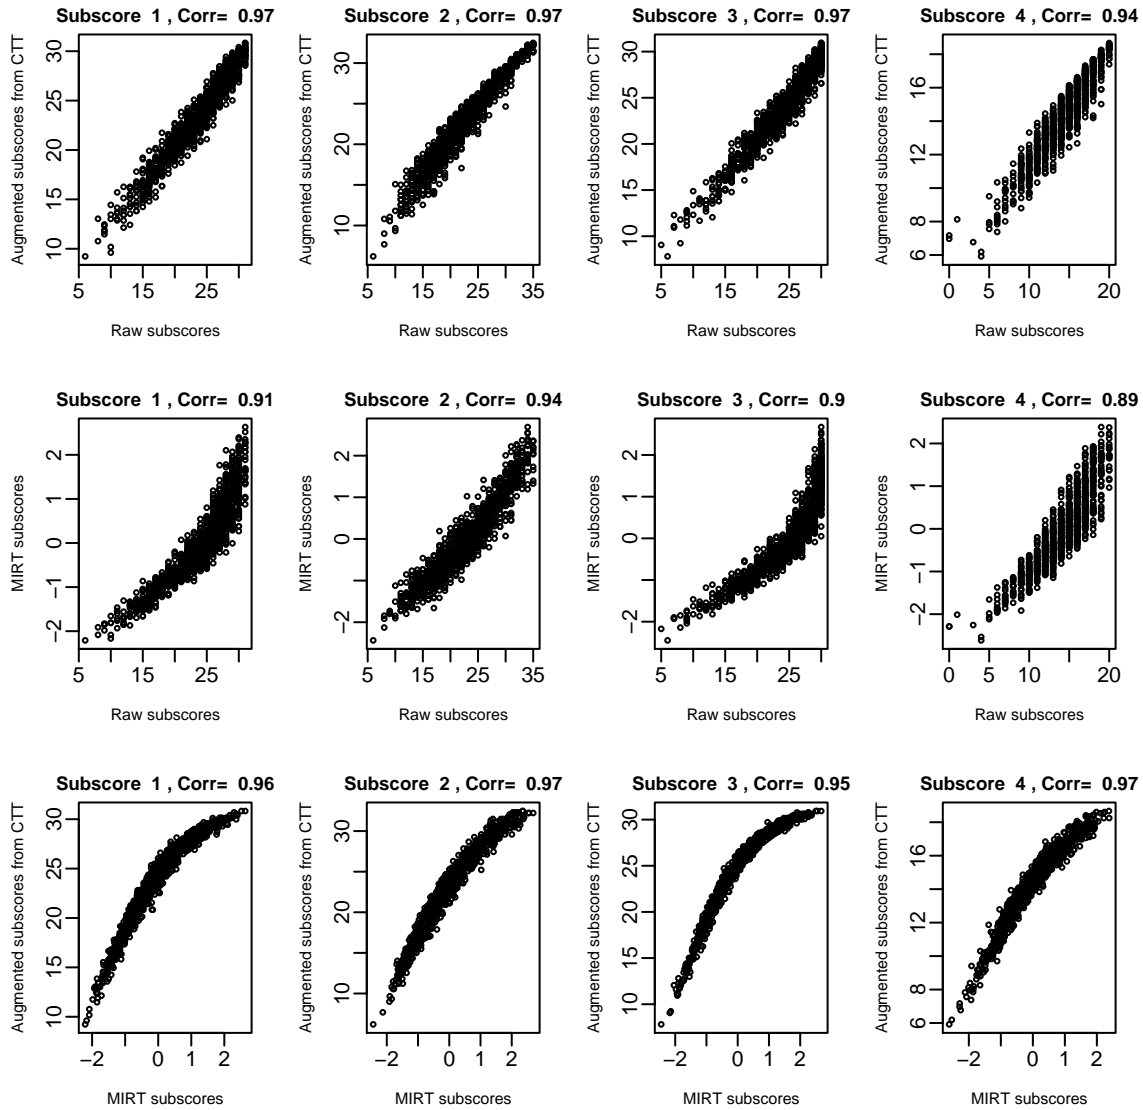 Subscore 1 , Corr= 0.97
Subscore 2 , Corr= 0.97
Subscore 3 , Corr= 0.97
Subscore 4 , Corr= 0.94
Augmented subscores from CTT
10 15 20 25 30
5 15 25
Raw subscores
Augmented subscores from CTT
10 20 30
5 15 25 35
Raw subscores
Augmented subscores from CTT
10 15 20 25 30
5 15 25
Raw subscores
Augmented subscores from CTT
6 8 12 16
0 5 10 20
Raw subscores
Subscore 1 , Corr= 0.91
Subscore 2 , Corr= 0.94
Subscore 3 , Corr= 0.9
Subscore 4 , Corr= 0.89
MIRT subscores
−2 −1 0 1 2
5 15 25
Raw subscores
MIRT subscores
−2 0 1 2
5 15 25 35
Raw subscores
MIRT subscores
−2 0 1 2
5 15 25
Raw subscores
MIRT subscores
−2 −1 0 1 2
0 5 10 20
Raw subscores
Subscore 1 , Corr= 0.96
Subscore 2 , Corr= 0.97
Subscore 3 , Corr= 0.95
Subscore 4 , Corr= 0.97
Augmented subscores from CTT
10 15 20 25 30
−2 0 1 2
MIRT subscores
Augmented subscores from CTT
10 20 30
−2 0 1 2
MIRT subscores
Augmented subscores from CTT
10 15 20 25 30
−2 0 1 2
MIRT subscores
Augmented subscores from CTT
6 8 12 16
−2 0 1 2
MIRT subscores